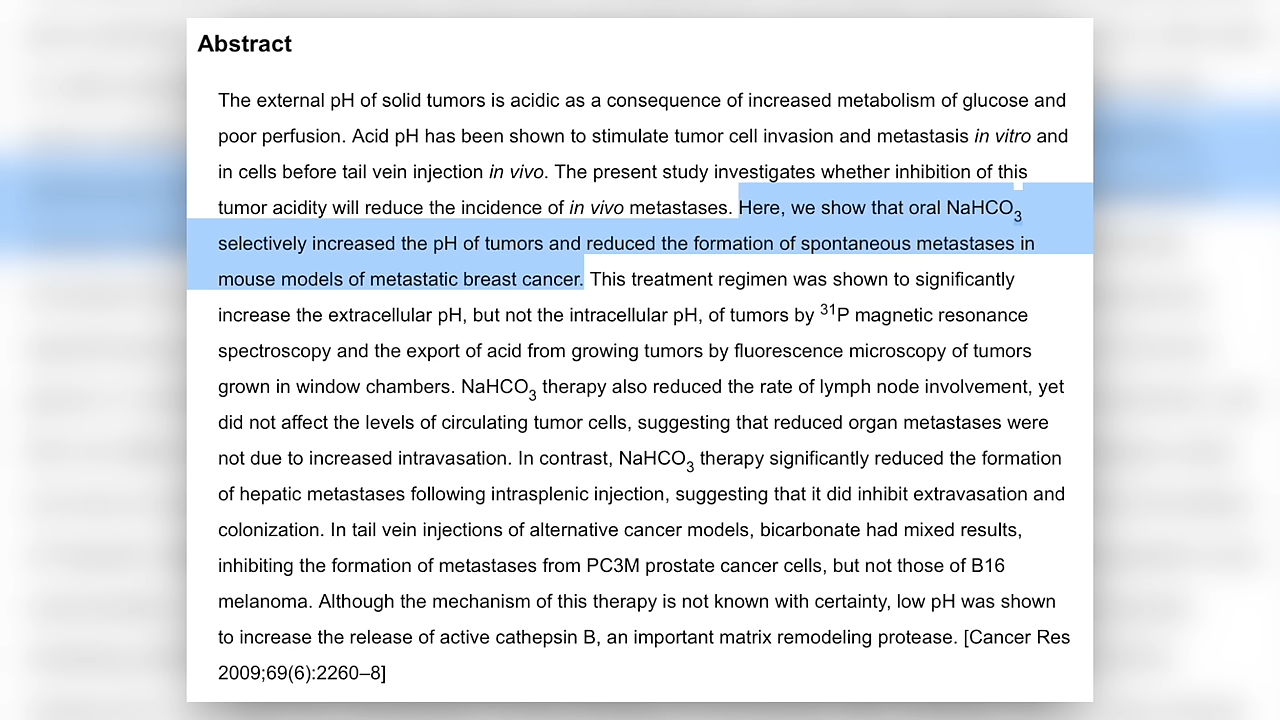 Abstract
The external pH of solid tumors is acidic as a consequence of increased metabolism of glucose and
poor perfusion. Acid pH has been shown to stimulate tumor cell invasion and metastasis in vitro and
in cells before tail vein injection in vivo. The present study investigates whether inhibition of this
tumor acidity will reduce the incidence of in vivo metastases. Here, we show that oral NaHCO3
selectively increased the pH of tumors and reduced the formation of spontaneous metastases in
mouse models of metastatic breast cancer. This treatment regimen was shown to significantly
increase the extracellular pH, but not the intracellular pH, of tumors by 31P magnetic resonance
spectroscopy and the export of acid from growing tumors by fluorescence microscopy of tumors
grown in window chambers. NaHCO3 therapy also reduced the rate of lymph node involvement, yet
did not affect the levels of circulating tumor cells, suggesting that reduced organ metastases were
not due to increased intravasation. In contrast, NaHCO3 therapy significantly reduced the formation
of hepatic metastases following intrasplenic injection, suggesting that it did inhibit extravasation and
colonization. In tail vein injections of alternative cancer models, bicarbonate had mixed results,
inhibiting the formation of metastases from PC3M prostate cancer cells, but not those of B16
melanoma. Although the mechanism of this therapy is not known with certainty, low pH was shown
to increase the release of active cathepsin B, an important matrix remodeling protease. [Cancer Res
2009;69(6):2260–8]